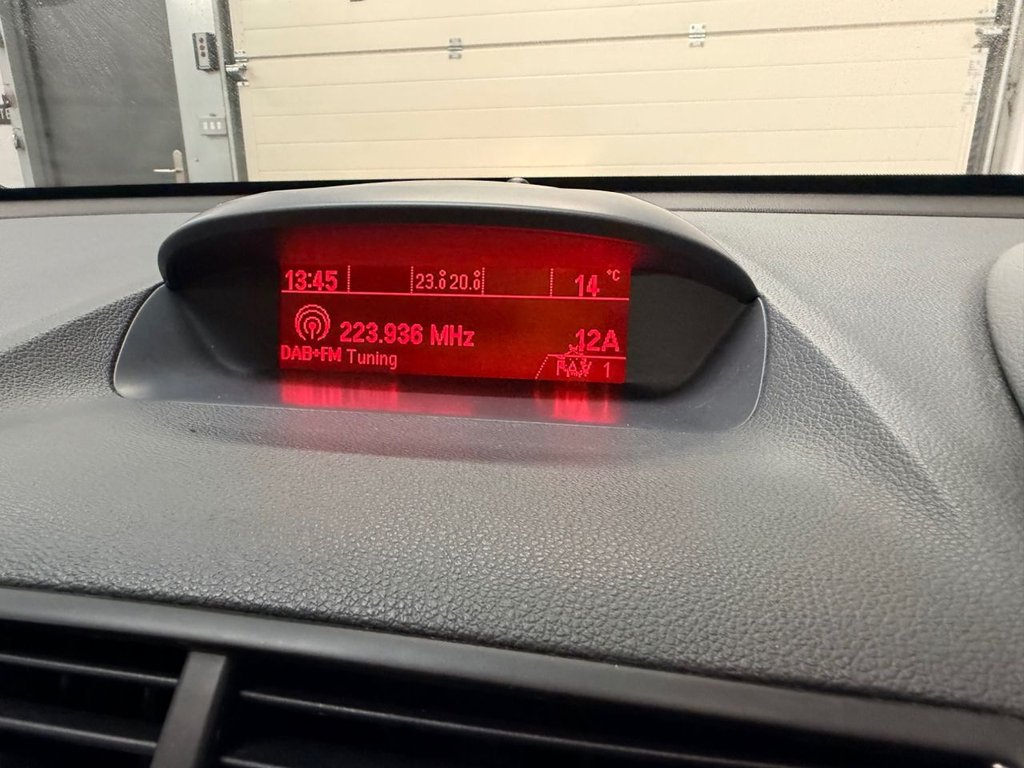 13:45 23.0 20.0 14 °C
223.936 MHz 12A
DAB+FM Tuning FAV 1